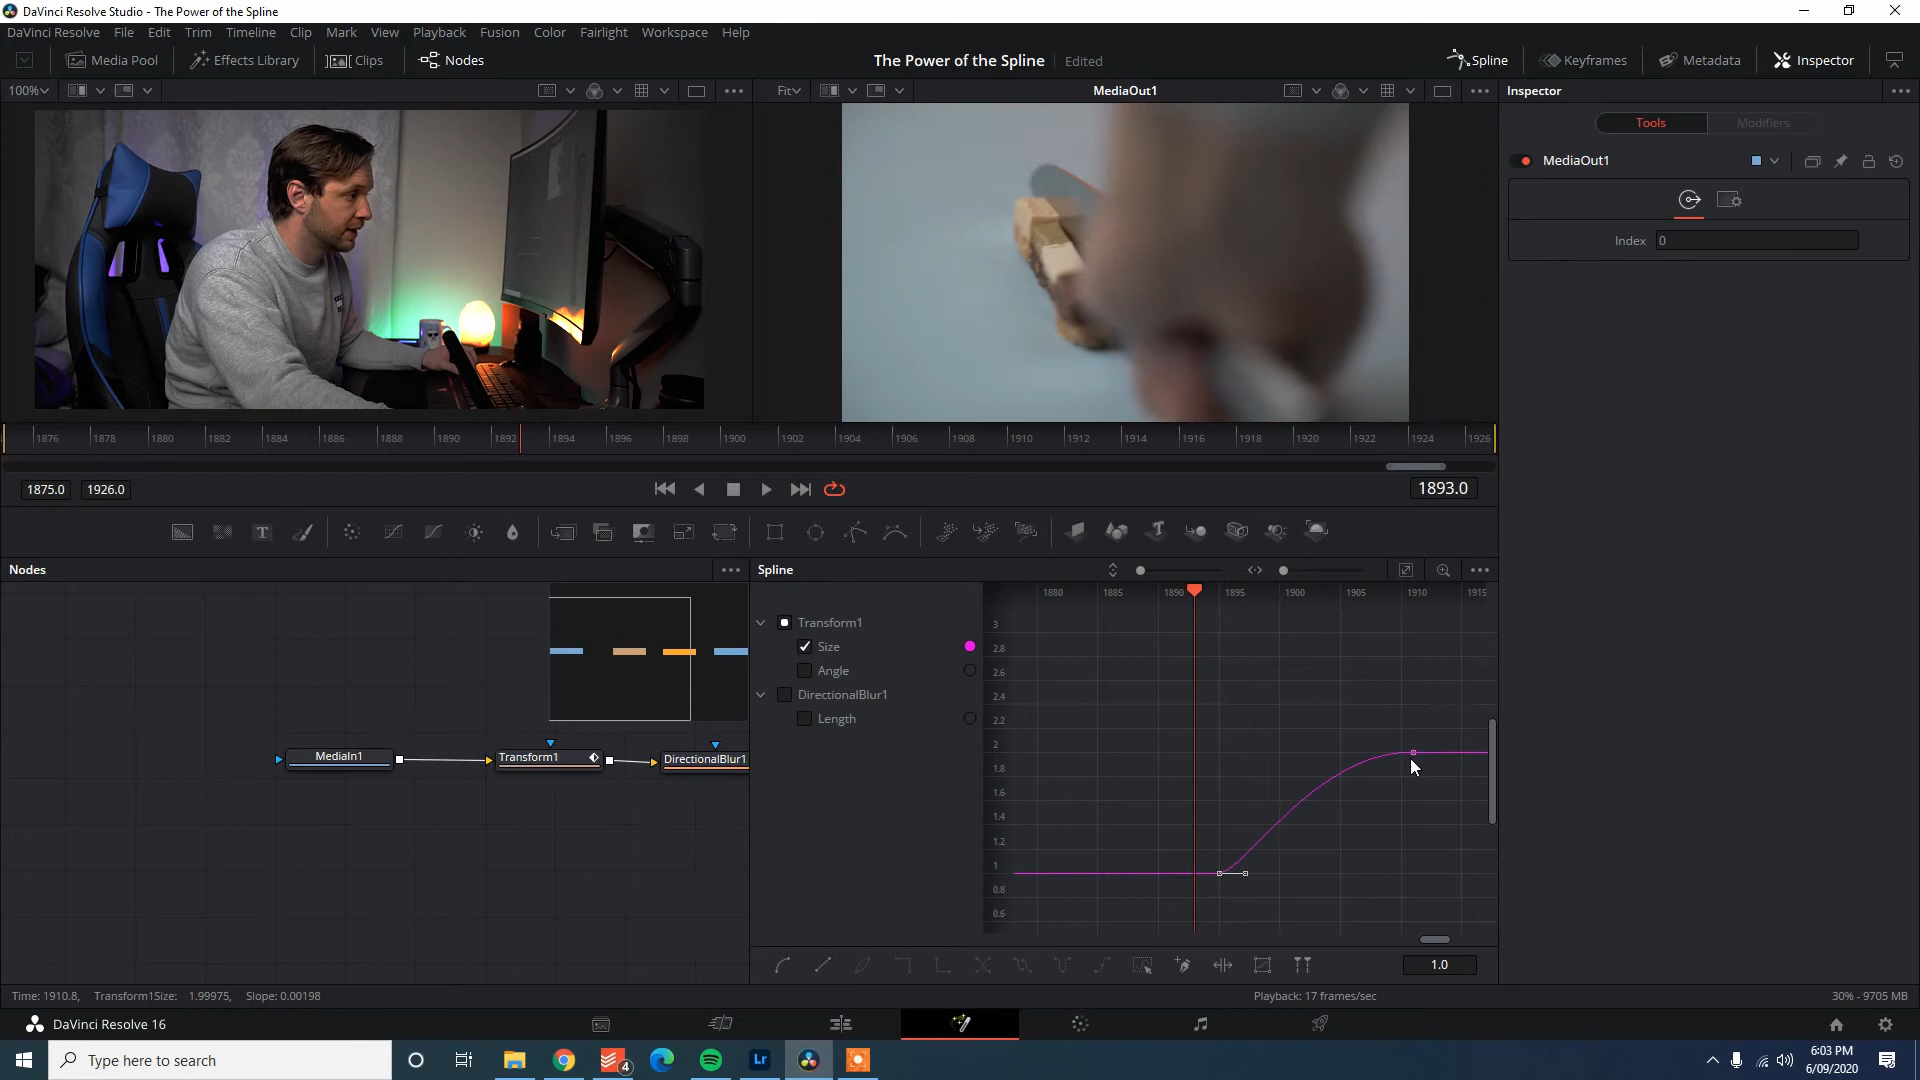 DaVinci Resolve Studio - The Power of the Spline
DaVinci Resolve File Edit Trim Timeline Clip Mark View Playback Fusion Color Fairlight Workspace Help
Media Pool Effects Library Clips Nodes The Power of the Spline Edited Spline Keyframes Metadata Inspector
100% Fit MediaOut1 Inspector
Tools Modifiers
MediaOut1
Index 0
1876 1878 1880 1882 1884 1886 1888 1890 1892 1894 1896 1898 1900 1902 1904 1906 1908 1910 1912 1914 1916 1918 1920 1922 1924 1926
1875.0 1926.0 1893.0
Nodes Spline
1880 1885 1890 1895 1900 1905 1910 1915
Transform1
Size
Angle
DirectionalBlur1
Length
3
2.8
2.6
2.4
2.2
2
1.8
1.6
1.4
1.2
1
0.8
0.6
MediaIn1 Transform1 DirectionalBlur1
1.0
Time: 1910.8, Transform1Size: 1.99975, Slope: 0.00198 Playback: 17 frames/sec 30% - 9705 MB
DaVinci Resolve 16
Type here to search
4
Lr
6:03 PM
6/09/2020